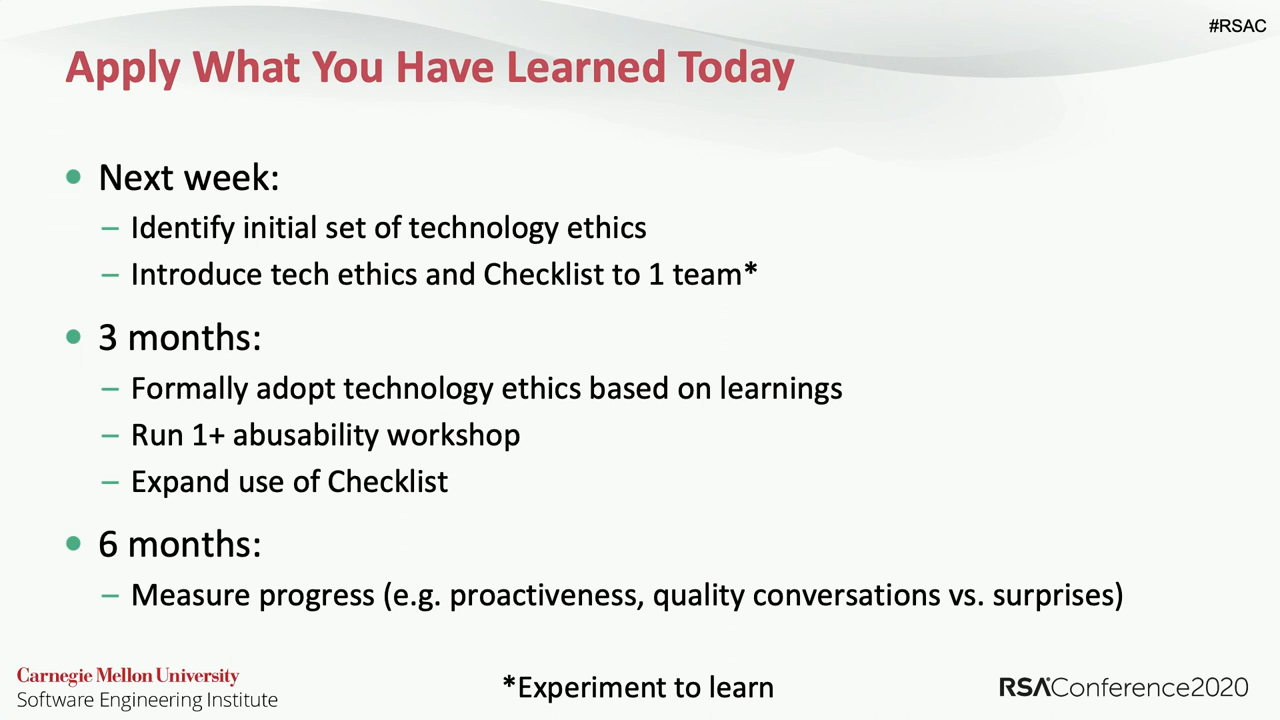 #RSAC
Apply What You Have Learned Today
• Next week:
– Identify initial set of technology ethics
– Introduce tech ethics and Checklist to 1 team*
• 3 months:
– Formally adopt technology ethics based on learnings
– Run 1+ abusability workshop
– Expand use of Checklist
• 6 months:
– Measure progress (e.g. proactiveness, quality conversations vs. surprises)
Carnegie Mellon University
Software Engineering Institute
*Experiment to learn
RSAConference2020